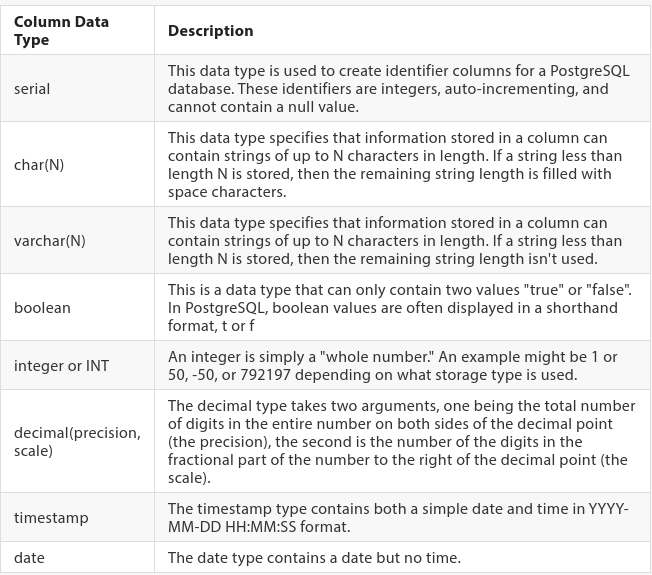 Column Data
Type
Description
serial
This data type is used to create identifier columns for a PostgreSQL
database. These identifiers are integers, auto-incrementing, and
cannot contain a null value.
char(N)
This data type specifies that information stored in a column can
contain strings of up to N characters in length. If a string less than
length N is stored, then the remaining string length is filled with
space characters.
varchar(N)
This data type specifies that information stored in a column can
contain strings of up to N characters in length. If a string less than
length N is stored, then the remaining string length isn't used.
boolean
This is a data type that can only contain two values "true" or "false".
In PostgreSQL, boolean values are often displayed in a shorthand
format, t or f
integer or INT
An integer is simply a "whole number." An example might be 1 or
50, -50, or 792197 depending on what storage type is used.
decimal(precision,
scale)
The decimal type takes two arguments, one being the total number
of digits in the entire number on both sides of the decimal point
(the precision), the second is the number of the digits in the
fractional part of the number to the right of the decimal point (the
scale).
timestamp
The timestamp type contains both a simple date and time in YYYY-
MM-DD HH:MM:SS format.
date
The date type contains a date but no time.